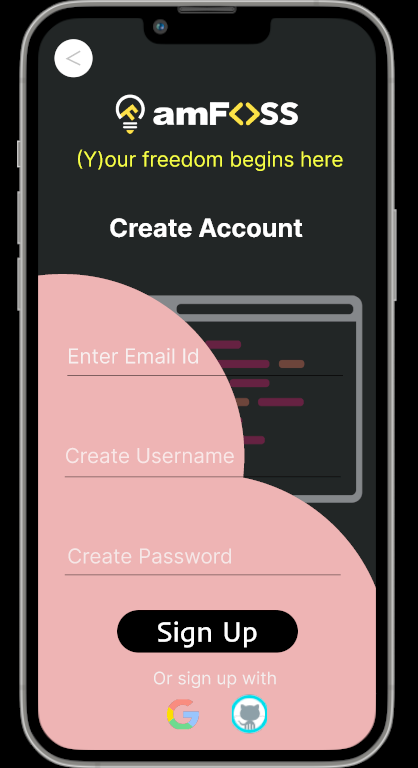 <
amF<>SS
(Y)our freedom begins here
Create Account
Enter Email Id
Create Username
Create Password
Sign Up
Or sign up with
G